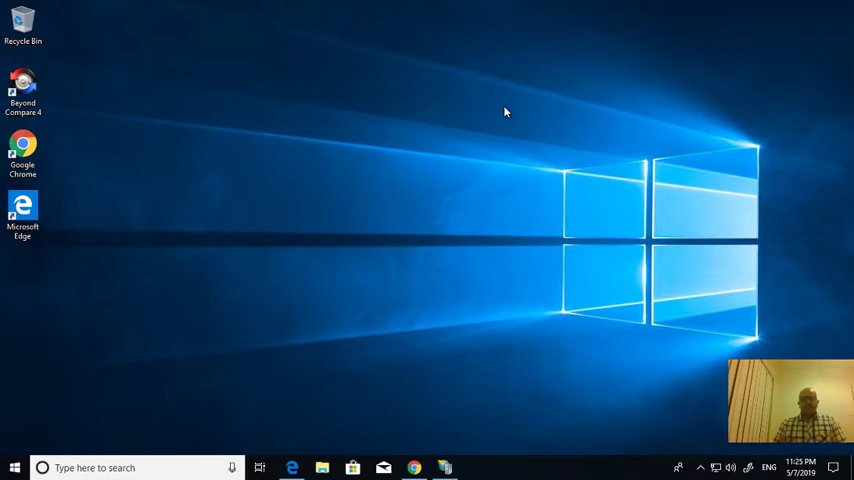 Recycle Bin
Beyond
Compare 4
Google
Chrome
Microsoft
Edge
Type here to search
ENG
11:25 PM
5/7/2019